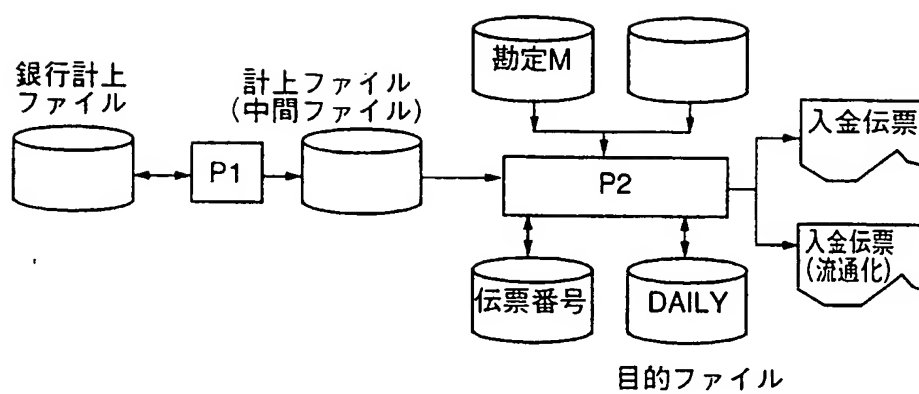 銀行計上
ファイル
P1
計上ファイル
(中間ファイル)
勘定M
P2
伝票番号
DAILY
目的ファイル
入金伝票
入金伝票
(流通化)